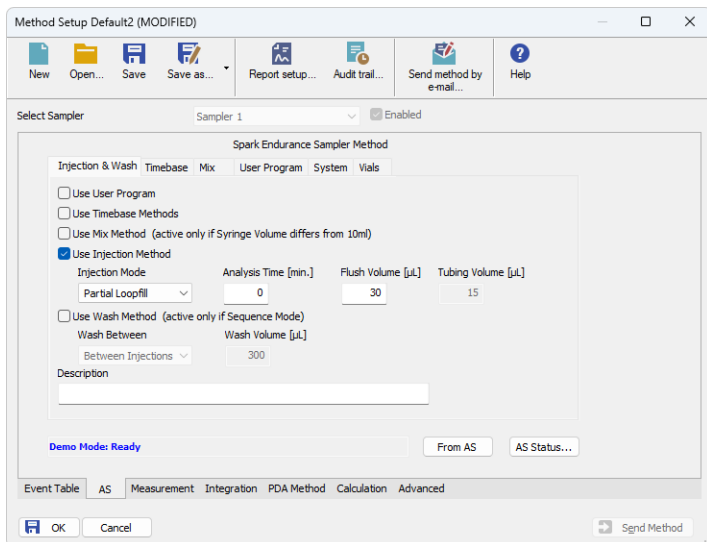 Method Setup Default2 (MODIFIED)
New Open... Save Save as... Report setup... Audit trail... Send method by e-mail... Help
Select Sampler Sampler 1 Enabled
Spark Endurance Sampler Method
Injection & Wash Timebase Mix User Program System Vials
Use User Program
Use Timebase Methods
Use Mix Method (active only if Syringe Volume differs from 10ml)
Use Injection Method
Injection Mode Analysis Time [min.] Flush Volume [µL] Tubing Volume [µL]
Partial Loopfill 0 30 15
Use Wash Method (active only if Sequence Mode)
Wash Between Wash Volume [µL]
Between Injections 300
Description
Demo Mode: Ready From AS AS Status...
Event Table AS Measurement Integration PDA Method Calculation Advanced
OK Cancel Send Method